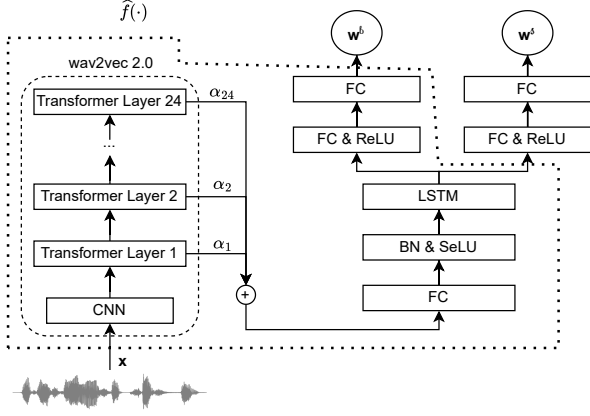 f̂(·)
wav2vec 2.0
Transformer Layer 24
α₂₄
...
Transformer Layer 2
α₂
Transformer Layer 1
α₁
CNN
x
+
w^b
w^s
FC
FC
FC & ReLU
FC & ReLU
LSTM
BN & SeLU
FC